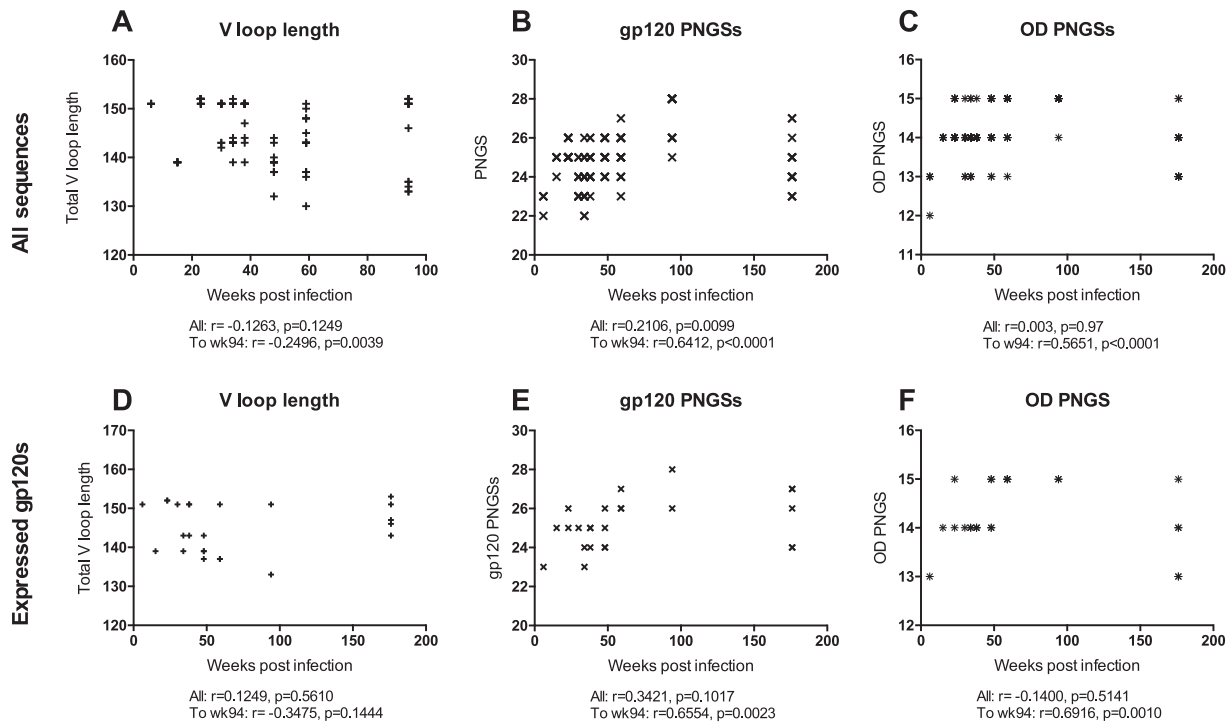 A
V loop length
B
gp120 PNGSs
C
OD PNGSs
All sequences
Total V loop length
160
150
140
130
120
0 20 40 60 80 100
Weeks post infection
All: r= -0.1263, p=0.1249
To wk94: r= -0.2496, p=0.0039
PNGS
30
28
26
24
22
20
0 50 100 150 200
Weeks post infection
All: r=0.2106, p=0.0099
To wk94: r=0.6412, p<0.0001
OD PNGS
16
15
14
13
12
11
0 50 100 150 200
Weeks post infection
All: r=0.003, p=0.97
To w94: r=0.5651, p<0.0001
D
V loop length
E
gp120 PNGSs
F
OD PNGS
Expressed gp120s
Total V loop length
170
160
150
140
130
120
0 50 100 150 200
Weeks post infection
All: r=0.1249, p=0.5610
To wk94: r= -0.3475, p=0.1444
gp120 PNGSs
30
28
26
24
22
20
0 50 100 150 200
Weeks post infection
All: r=0.3421, p=0.1017
To wk94: r=0.6554, p=0.0023
OD PNGS
16
15
14
13
12
0 50 100 150 200
Weeks post infection
All: r= -0.1400, p=0.5141
To wk94: r=0.6916, p=0.0010